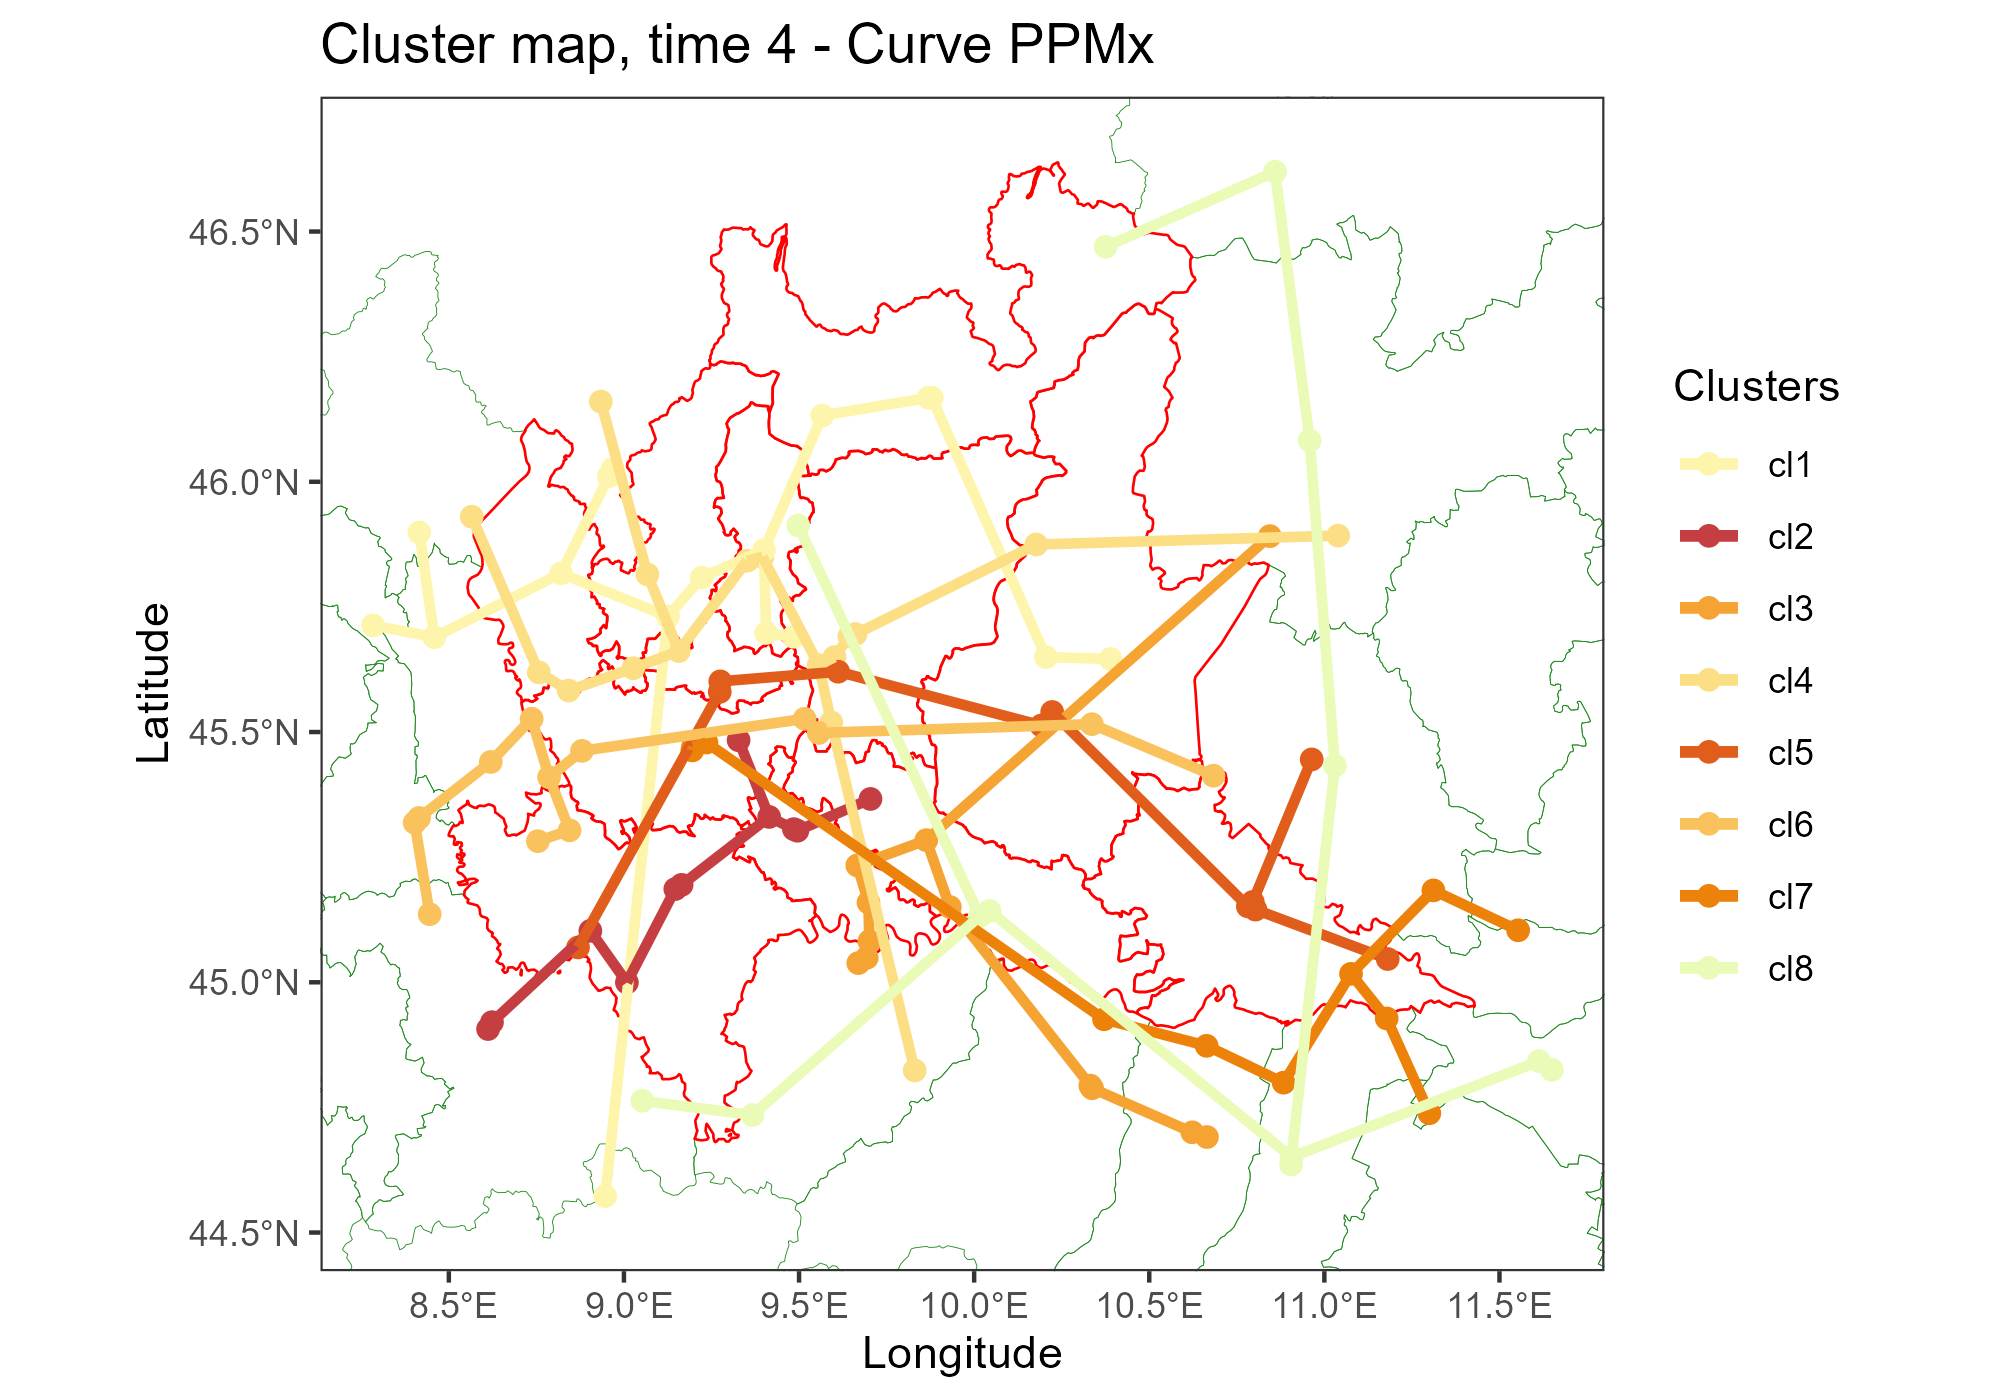 Cluster map, time 4 - Curve PPMx
46.5°N
46.0°N
45.5°N
45.0°N
44.5°N
Latitude
8.5°E 9.0°E 9.5°E 10.0°E 10.5°E 11.0°E 11.5°E
Longitude
Clusters
cl1
cl2
cl3
cl4
cl5
cl6
cl7
cl8